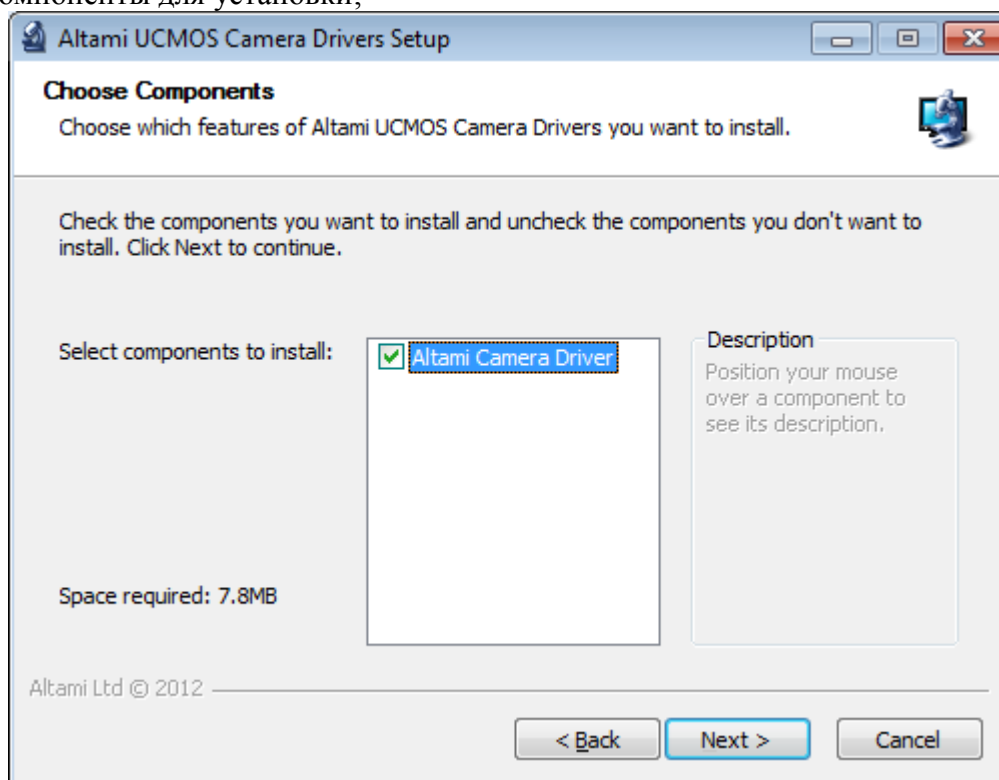 для установки;
Altami UCMOS Camera Drivers Setup
Choose Components
Choose which features of Altami UCMOS Camera Drivers you want to install.
Check the components you want to install and uncheck the components you don't want to
install. Click Next to continue.
Select components to install:
Altami Camera Driver
Description
Position your mouse
over a component to
see its description.
Space required: 7.8MB
Altami Ltd © 2012
< Back
Next >
Cancel